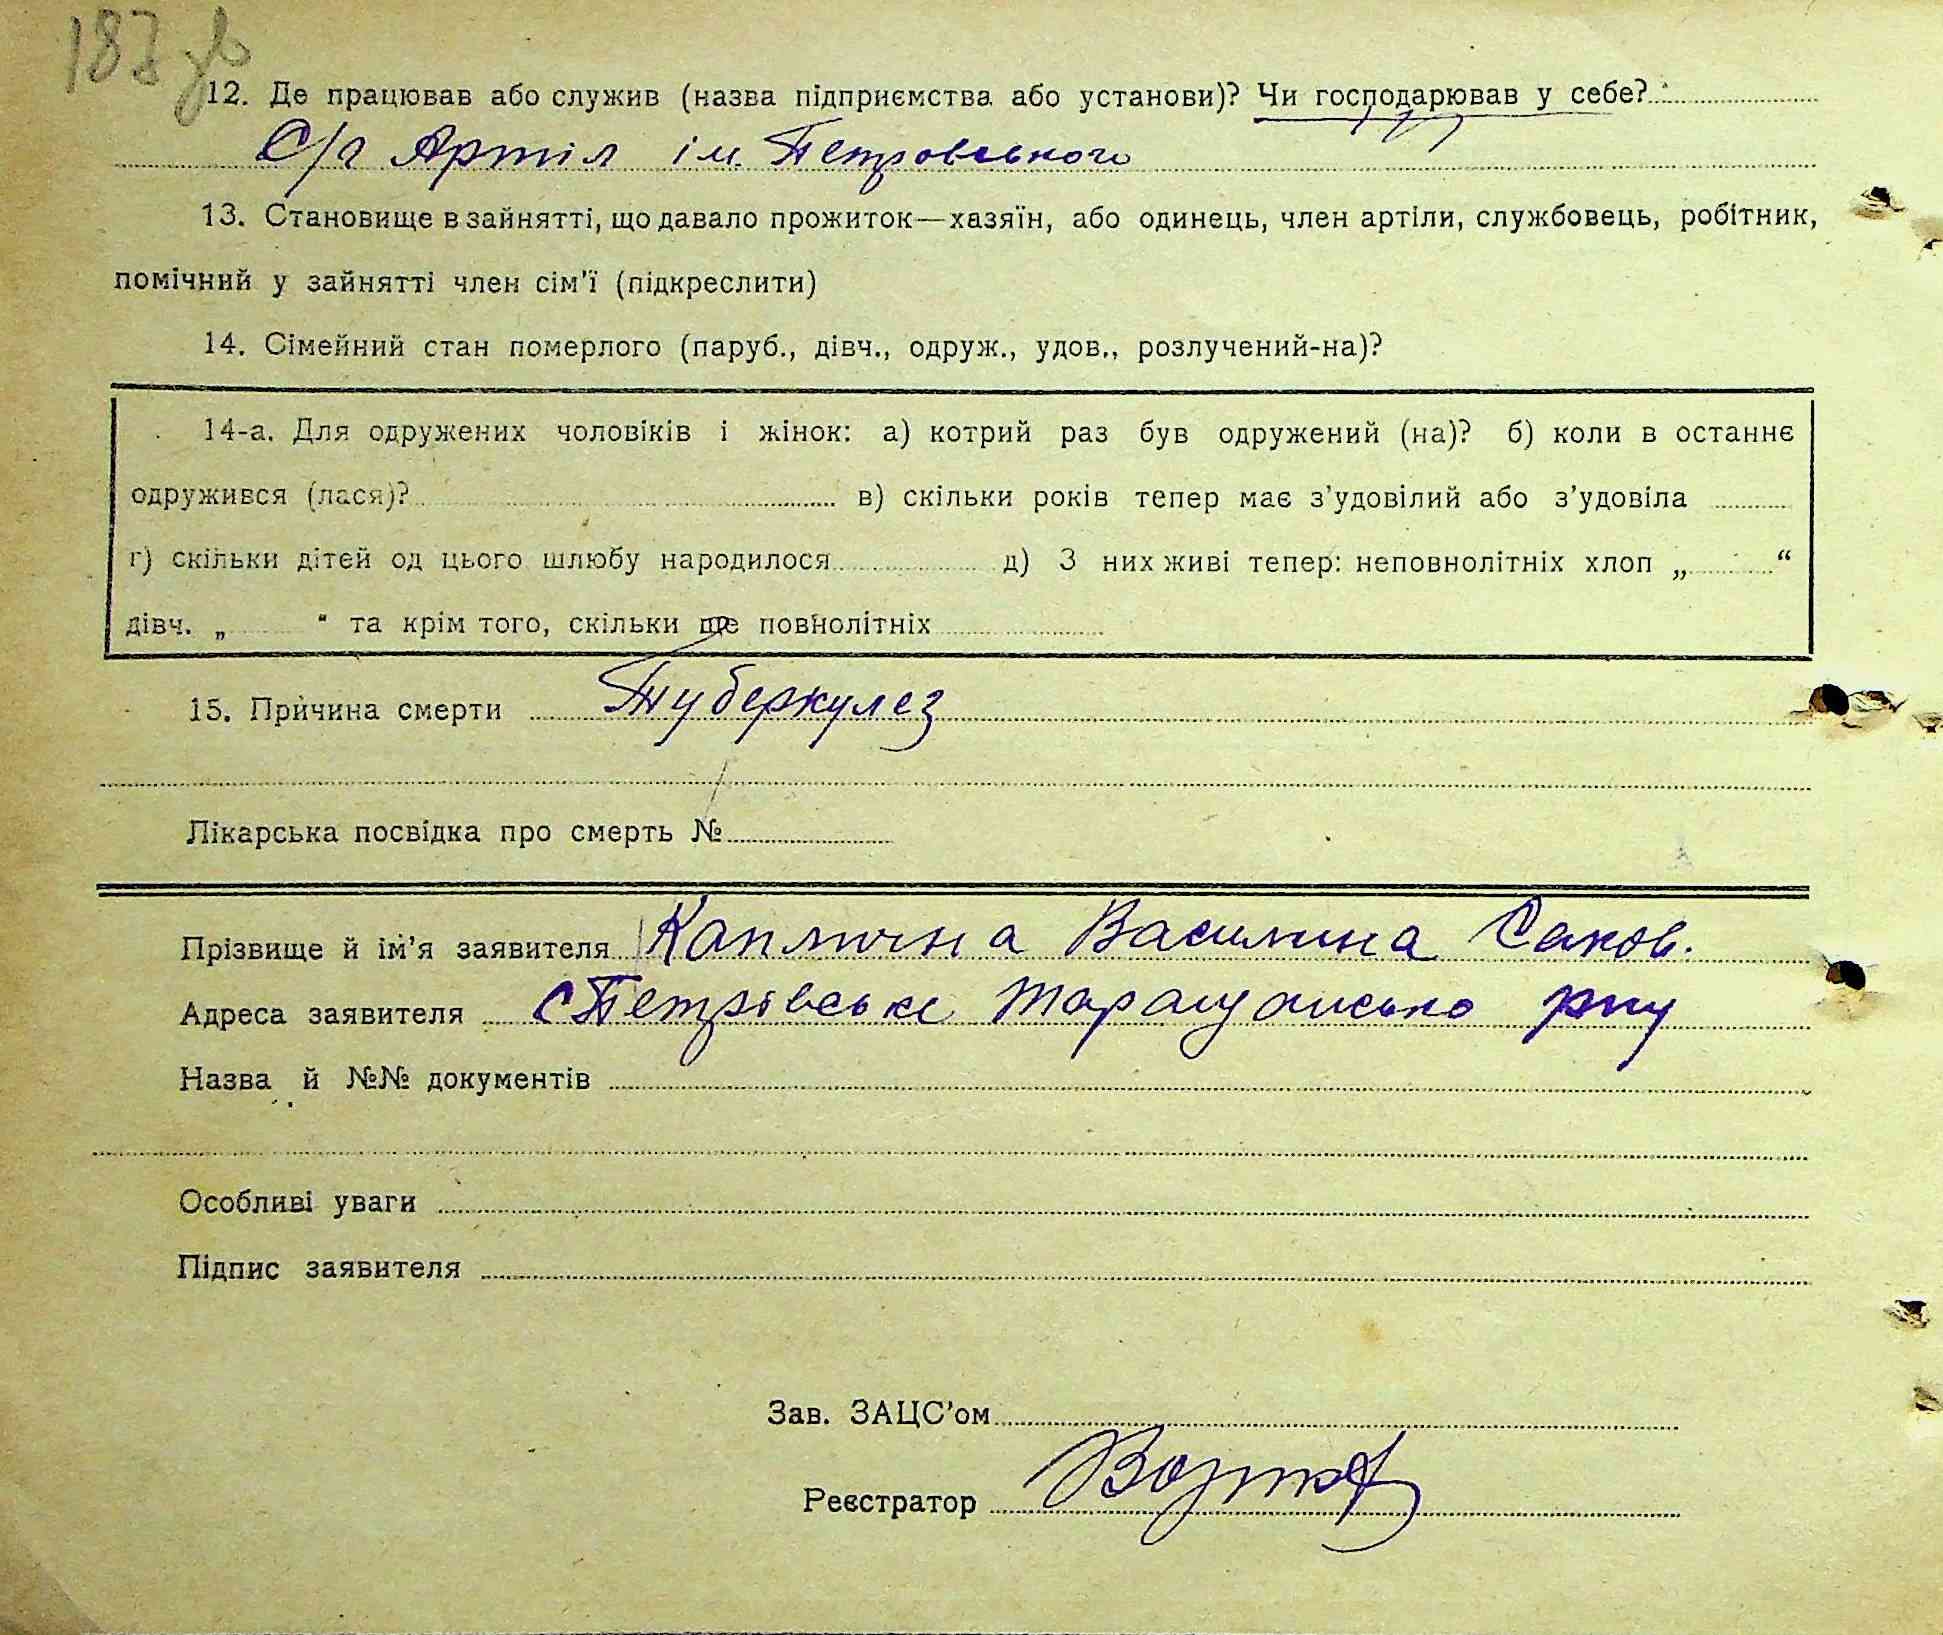 187 зв
12. Де працював або служив (назва підприємства або установи)? Чи господарював у себе?
С/г Артіл ім. Петровського
13. Становище в зайнятті, що давало прожиток—хазяїн, або одинець, член артіли, службовець, робітник,
помічний у зайнятті член сім'ї (підкреслити)
14. Сімейний стан померлого (паруб., дівч., одруж., удов., розлучений-на)?
14-а. Для одружених чоловіків і жінок: а) котрий раз був одружений (на)? б) коли в останнє
одружився (лася)? в) скільки років тепер має з'удовілий або з'удовіла
г) скільки дітей од цього шлюбу народилося д) З них живі тепер: неповнолітніх хлоп „ “
дівч. „ “ та крім того, скільки ще повнолітніх
15. Причина смерти Туберкулез
Лікарська посвідка про смерть №
Прізвище й ім'я заявителя Каплична Василина Саков.
Адреса заявителя с Петрівське Таращансько рну
Назва й №№ документів
Особливі уваги
Підпис заявителя
Зав. ЗАЦС'ом
Реєстратор